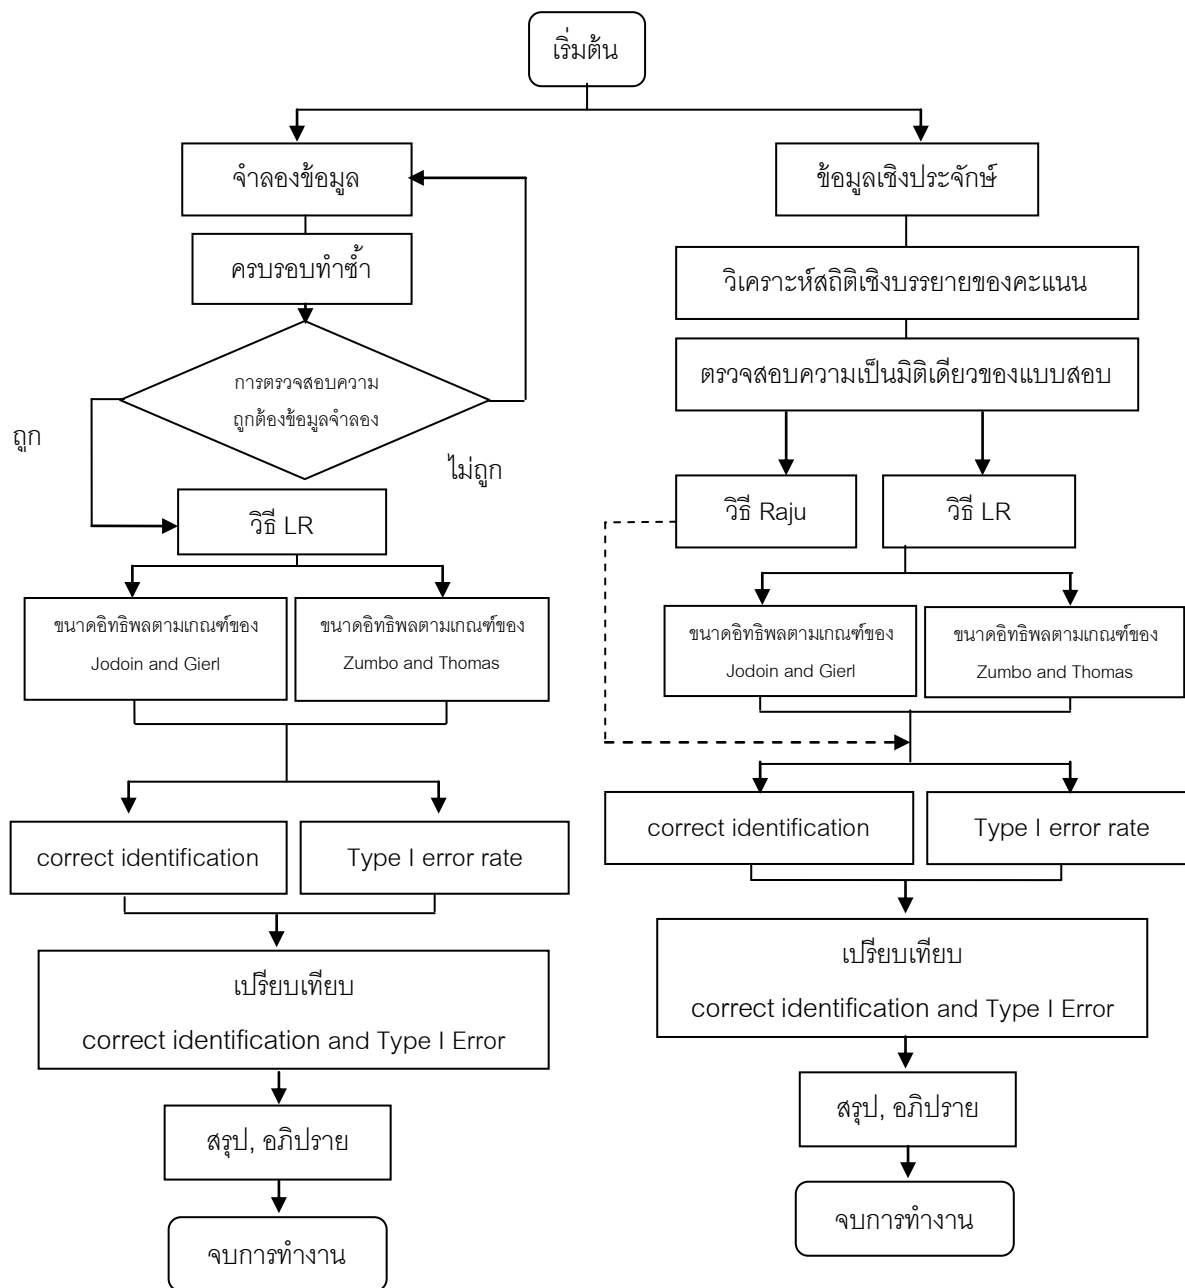 เริ่มต้น
จำลองข้อมูล
ครบรอบทำซ้ำ
การตรวจสอบความ
ถูกต้องข้อมูลจำลอง
ถูก
ไม่ถูก
วิธี LR
ขนาดอิทธิพลตามเกณฑ์ของ
Jodoin and Gierl
ขนาดอิทธิพลตามเกณฑ์ของ
Zumbo and Thomas
correct identification
Type I error rate
เปรียบเทียบ
correct identification and Type I Error
สรุป, อภิปราย
จบการทำงาน
ข้อมูลเชิงประจักษ์
วิเคราะห์สถิติเชิงบรรยายของคะแนน
ตรวจสอบความเป็นมิติเดียวของแบบสอบ
วิธี Raju
วิธี LR
ขนาดอิทธิพลตามเกณฑ์ของ
Jodoin and Gierl
ขนาดอิทธิพลตามเกณฑ์ของ
Zumbo and Thomas
correct identification
Type I error rate
เปรียบเทียบ
correct identification and Type I Error
สรุป, อภิปราย
จบการทำงาน